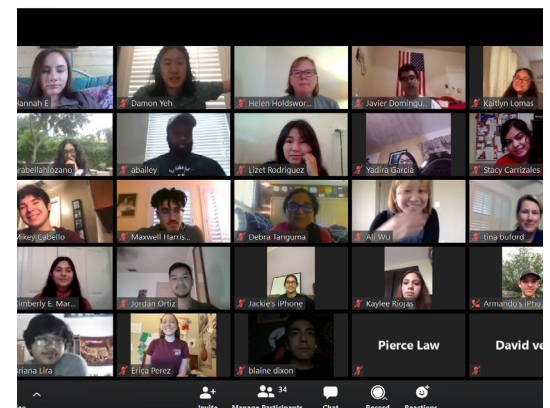 Hannah E
Damon Yeh
Helen Holdswor...
Javier Domingu...
Kaitlyn Lomas
arabellahlozano
abailey
Lizet Rodriguez
Yadira Garcia
Stacy Carrizales
Mikey Cabello
Maxwell Harris...
Debra Tanguma
Ali Wu
tina buford
Kimberly E. Mar...
Jordan Ortiz
Jackie's iPhone
Kaylee Riojas
Armando's iPho
Briana Lira
Erica Perez
blaine dixon
Pierce Law
David ve
34
Invite
Manage Participants
Chat
Record
Reactions